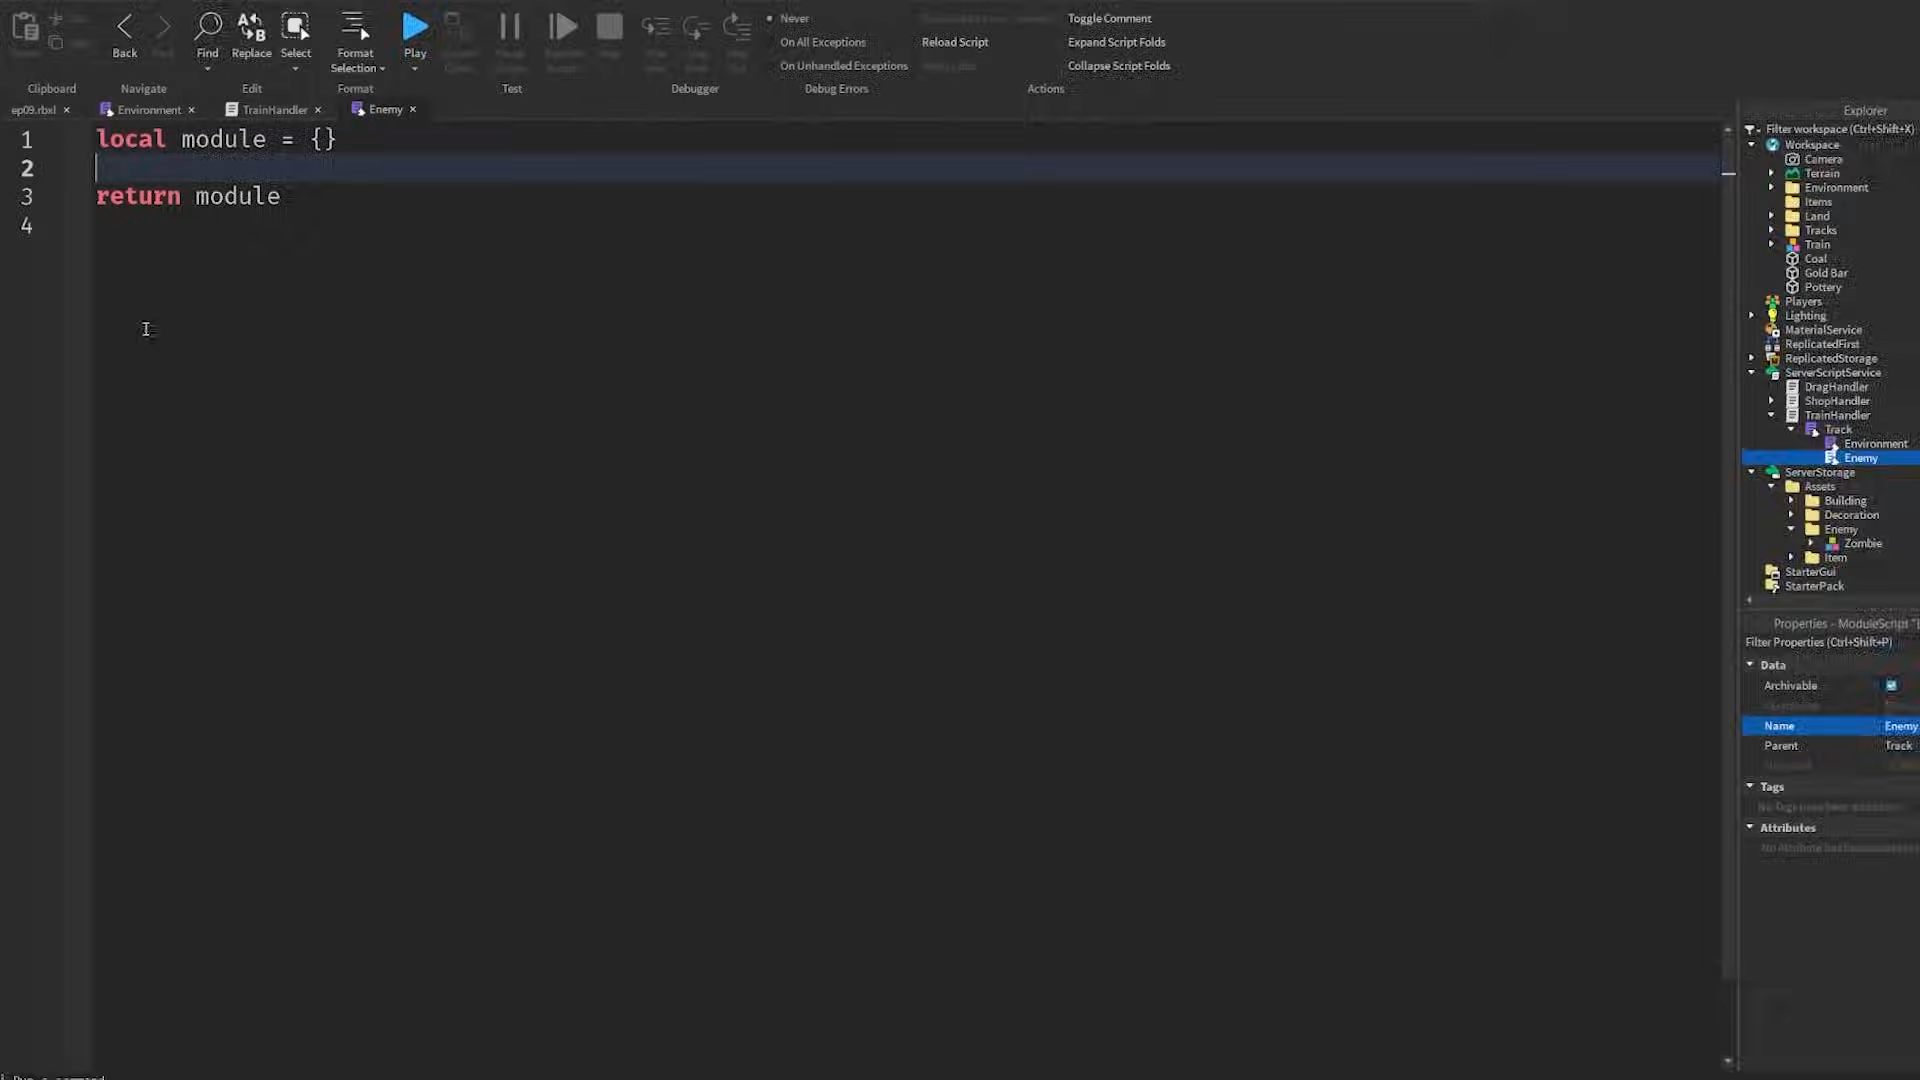 Back
Find
Replace
Select
Format
Selection
Play
Never
On All Exceptions
On Unhandled Exceptions
Reload Script
Toggle Comment
Expand Script Folds
Collapse Script Folds
Clipboard
Navigate
Edit
Format
Test
Debugger
Debug Errors
Actions
ep09.rbxl ×
Environment ×
TrainHandler ×
Enemy ×
1 local module = {}
2
3 return module
4
Explorer
Filter workspace (Ctrl+Shift+X)
Workspace
Camera
Terrain
Environment
Items
Land
Tracks
Train
Coal
Gold Bar
Pottery
Players
Lighting
MaterialService
ReplicatedFirst
ReplicatedStorage
ServerScriptService
DragHandler
ShopHandler
TrainHandler
Track
Environment
Enemy
ServerStorage
Assets
Building
Decoration
Enemy
Zombie
Item
StarterGui
StarterPack
Properties - ModuleScript
Filter Properties (Ctrl+Shift+P)
Data
Archivable
Name Enemy
Parent Track
Tags
Attributes